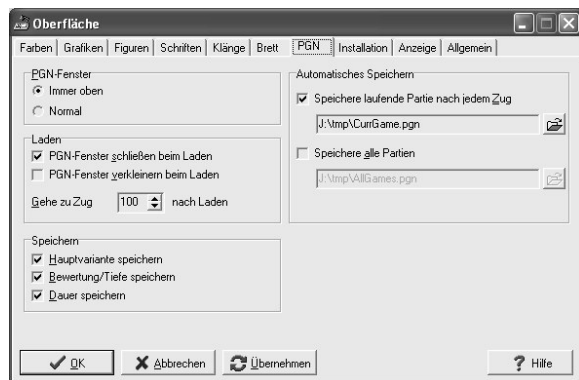 Oberfläche
Farben Grafiken Figuren Schriften Klänge Brett PGN Installation Anzeige Allgemein
PGN-Fenster
Immer oben
Normal
Laden
PGN-Fenster schließen beim Laden
PGN-Fenster verkleinern beim Laden
Gehe zu Zug 100 nach Laden
Speichern
Hauptvariante speichern
Bewertung/Tiefe speichern
Dauer speichern
Automatisches Speichern
Speichere laufende Partie nach jedem Zug
J:\tmp\CurrGame.pgn
Speichere alle Partien
J:\tmp\AllGames.pgn
OK Abbrechen Übernehmen ? Hilfe